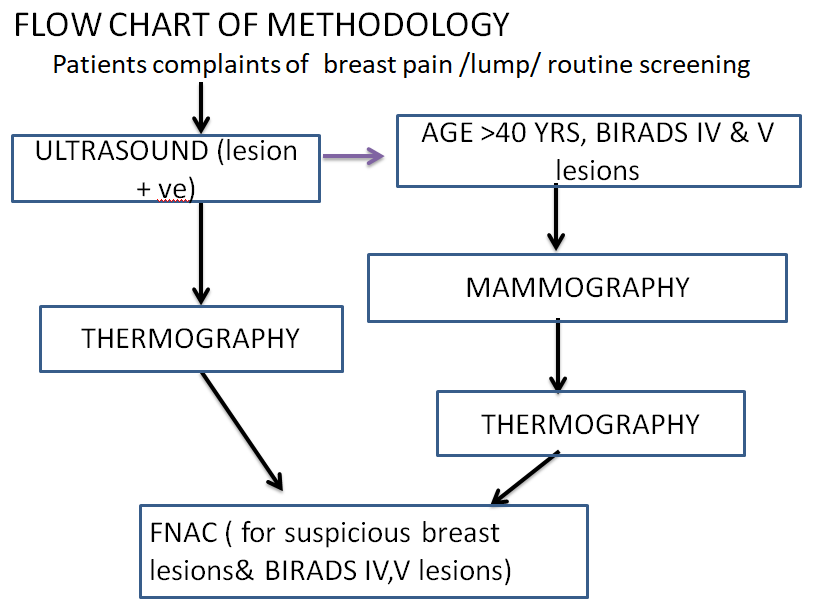 FLOW CHART OF METHODOLOGY
Patients complaints of breast pain /lump/ routine screening
ULTRASOUND (lesion
+ ve)
AGE >40 YRS, BIRADS IV & V
lesions
MAMMOGRAPHY
THERMOGRAPHY
THERMOGRAPHY
FNAC ( for suspicious breast
lesions& BIRADS IV,V lesions)